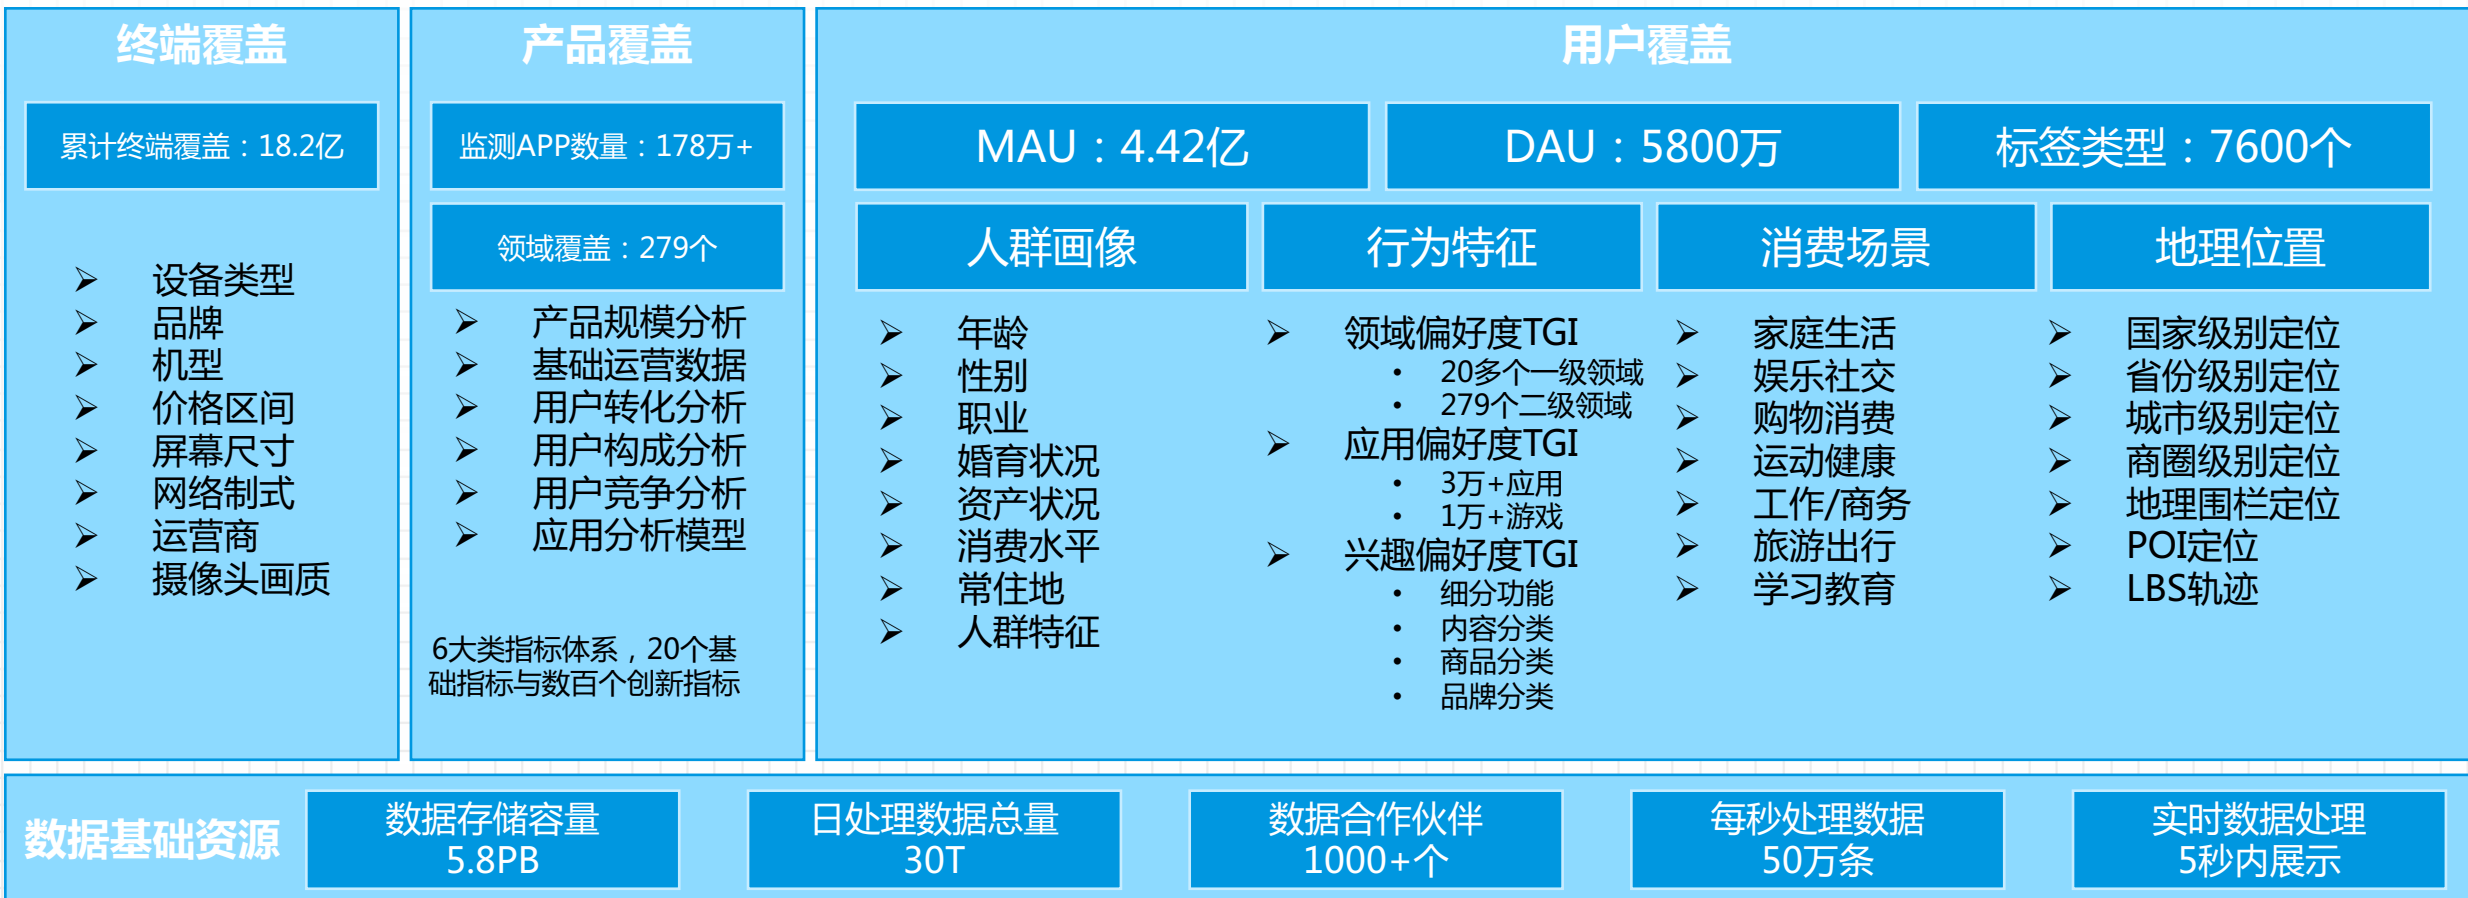 终端覆盖
累计终端覆盖：18.2亿
设备类型
品牌
机型
价格区间
屏幕尺寸
网络制式
运营商
摄像头画质
产品覆盖
监测APP数量：178万+
领域覆盖：279个
产品规模分析
基础运营数据
用户转化分析
用户构成分析
用户竞争分析
应用分析模型
6大类指标体系，20个基
础指标与数百个创新指标
用户覆盖
MAU：4.42亿
DAU：5800万
标签类型：7600个
人群画像
年龄
性别
职业
婚育状况
资产状况
消费水平
常住地
人群特征
行为特征
领域偏好度TGI
20多个一级领域
279个二级领域
应用偏好度TGI
3万+应用
1万+游戏
兴趣偏好度TGI
细分功能
内容分类
商品分类
品牌分类
消费场景
家庭生活
娱乐社交
购物消费
运动健康
工作/商务
旅游出行
学习教育
地理位置
国家级别定位
省份级别定位
城市级别定位
商圈级别定位
地理围栏定位
POI定位
LBS轨迹
数据基础资源
数据存储容量
5.8PB
日处理数据总量
30T
数据合作伙伴
1000+个
每秒处理数据
50万条
实时数据处理
5秒内展示